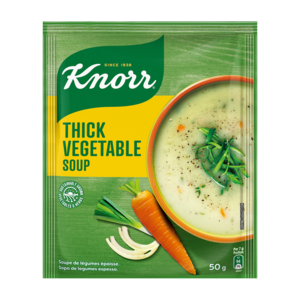 SINCE 1838
Knorr
THICK
VEGETABLE
SOUP
Soupe de légumes épaisse.
Sopa de legumes espessa.
50 g